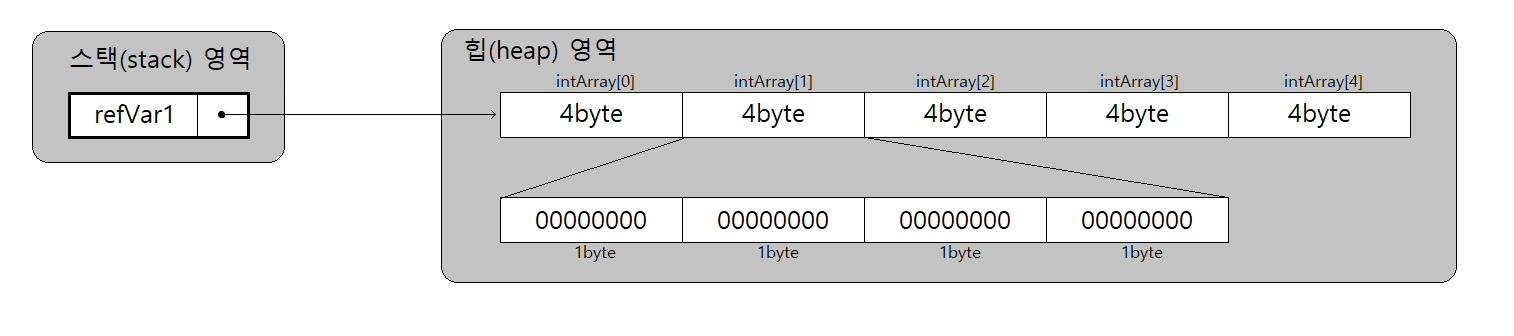 스택(stack) 영역
refVar1
힙(heap) 영역
intArray[0] intArray[1] intArray[2] intArray[3] intArray[4]
4byte 4byte 4byte 4byte 4byte
00000000 00000000 00000000 00000000
1byte 1byte 1byte 1byte